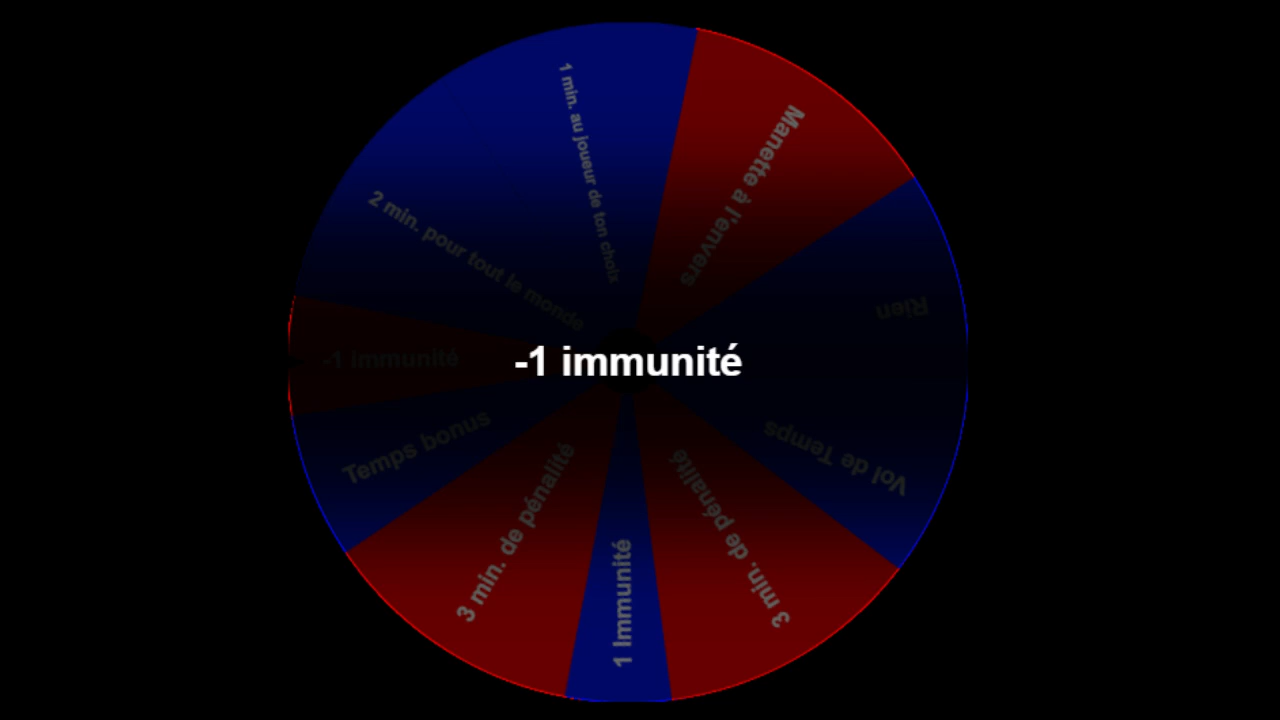 1 min. au joueur de ton choix
Manette à l'envers
2 min. pour tout le monde
Rien
-1 immunité
-1 immunité
Temps bonus
Vol de Temps
3 min. de pénalité
3 min. de pénalité
1 Immunité